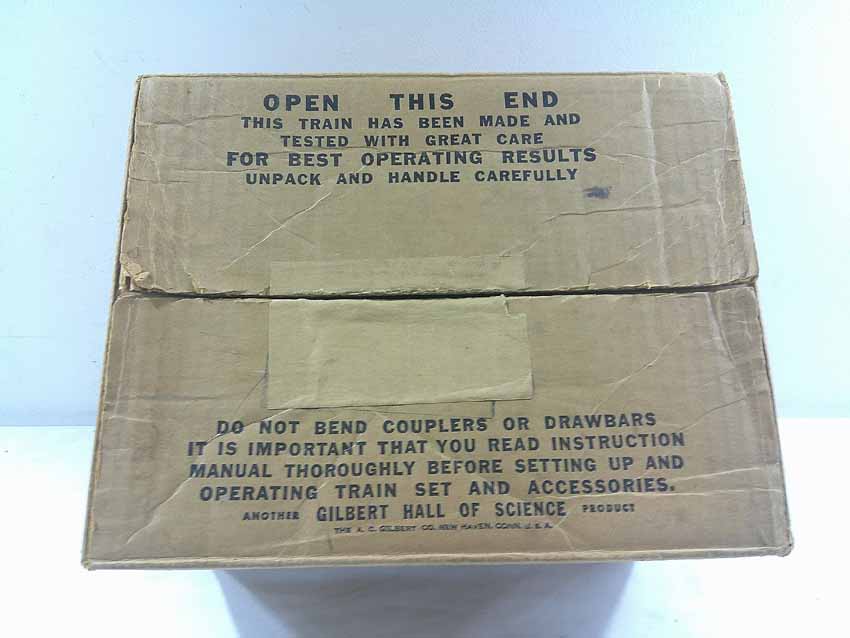 OPEN THIS END
THIS TRAIN HAS BEEN MADE AND
TESTED WITH GREAT CARE
FOR BEST OPERATING RESULTS
UNPACK AND HANDLE CAREFULLY
DO NOT BEND COUPLERS OR DRAWBARS
IT IS IMPORTANT THAT YOU READ INSTRUCTION
MANUAL THOROUGHLY BEFORE SETTING UP AND
OPERATING TRAIN SET AND ACCESSORIES.
ANOTHER GILBERT HALL OF SCIENCE PRODUCT
THE A. C. GILBERT CO. NEW HAVEN, CONN. U. S. A.